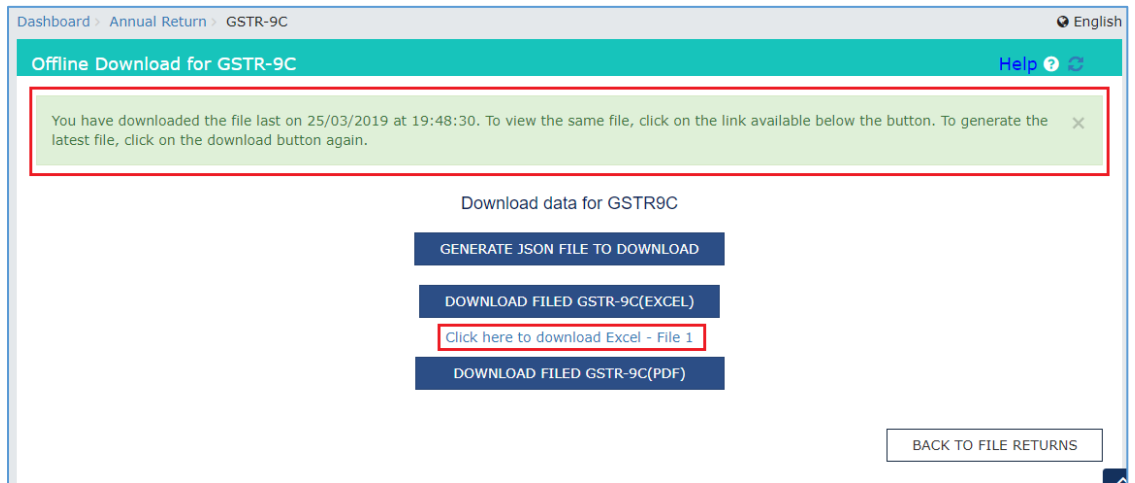 Dashboard > Annual Return > GSTR-9C
English
Offline Download for GSTR-9C
Help ?
You have downloaded the file last on 25/03/2019 at 19:48:30. To view the same file, click on the link available below the button. To generate the
latest file, click on the download button again.
Download data for GSTR9C
GENERATE JSON FILE TO DOWNLOAD
DOWNLOAD FILED GSTR-9C(EXCEL)
Click here to download Excel - File 1
DOWNLOAD FILED GSTR-9C(PDF)
BACK TO FILE RETURNS